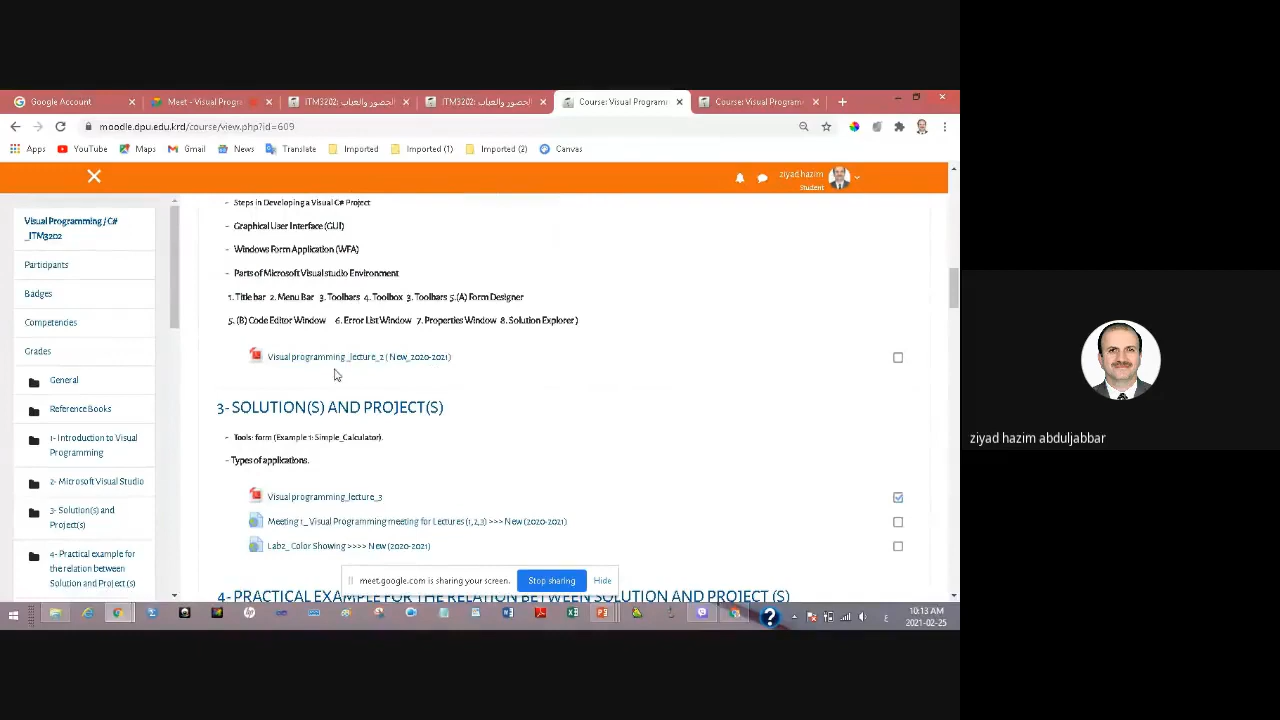 Google Account
Meet - Visual Progr
ITM3202: الحضور والغياب
ITM3202: الحضور والغياب
Course: Visual Program
Course: Visual Program
moodle.dpu.edu.krd/course/view.php?id=609
Apps
YouTube
Maps
Gmail
News
Translate
Imported
Imported (1)
Imported (2)
Canvas
ziyad hazim
Student
Visual Programming / C#
_ITM3202
Participants
Badges
Competencies
Grades
General
Reference Books
1- Introduction to Visual
Programming
2- Microsoft Visual Studio
3- Solution(s) and
Project(s)
4- Practical example for
the relation between
Solution and Project (s)
- Steps in Developing a Visual C# Project
- Graphical User Interface (GUI)
- Windows Form Application (WFA)
- Parts of Microsoft Visual studio Environment
1. Title bar 2. Menu Bar 3. Toolbars 4. Toolbox 3. Toolbars 5.(A) Form Designer
5. (B) Code Editor Window 6. Error List Window 7. Properties Window 8. Solution Explorer )
Visual programming _lecture_2 ( New_2020-2021)
3- SOLUTION(S) AND PROJECT(S)
- Tools: form (Example 1: Simple_Calculator).
- Types of applications.
Visual programming_lecture_3
Meeting 1_ Visual Programming meeting for Lectures (1,2,3) >>> New (2020-2021)
Lab2_ Color Showing >>>> New (2020-2021)
meet.google.com is sharing your screen.
Stop sharing
Hide
4- PRACTICAL EXAMPLE FOR THE RELATION BETWEEN SOLUTION AND PROJECT (S)
10:13 AM
2021-02-25
ziyad hazim abduljabbar